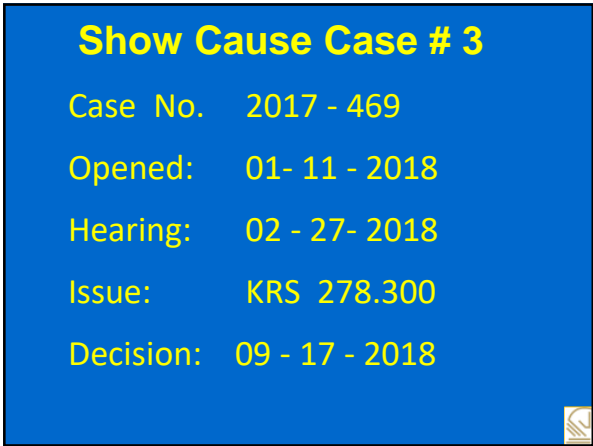 Show Cause Case # 3
Case No. 2017 - 469
Opened: 01- 11 - 2018
Hearing: 02 - 27- 2018
Issue: KRS 278.300
Decision: 09 - 17 - 2018